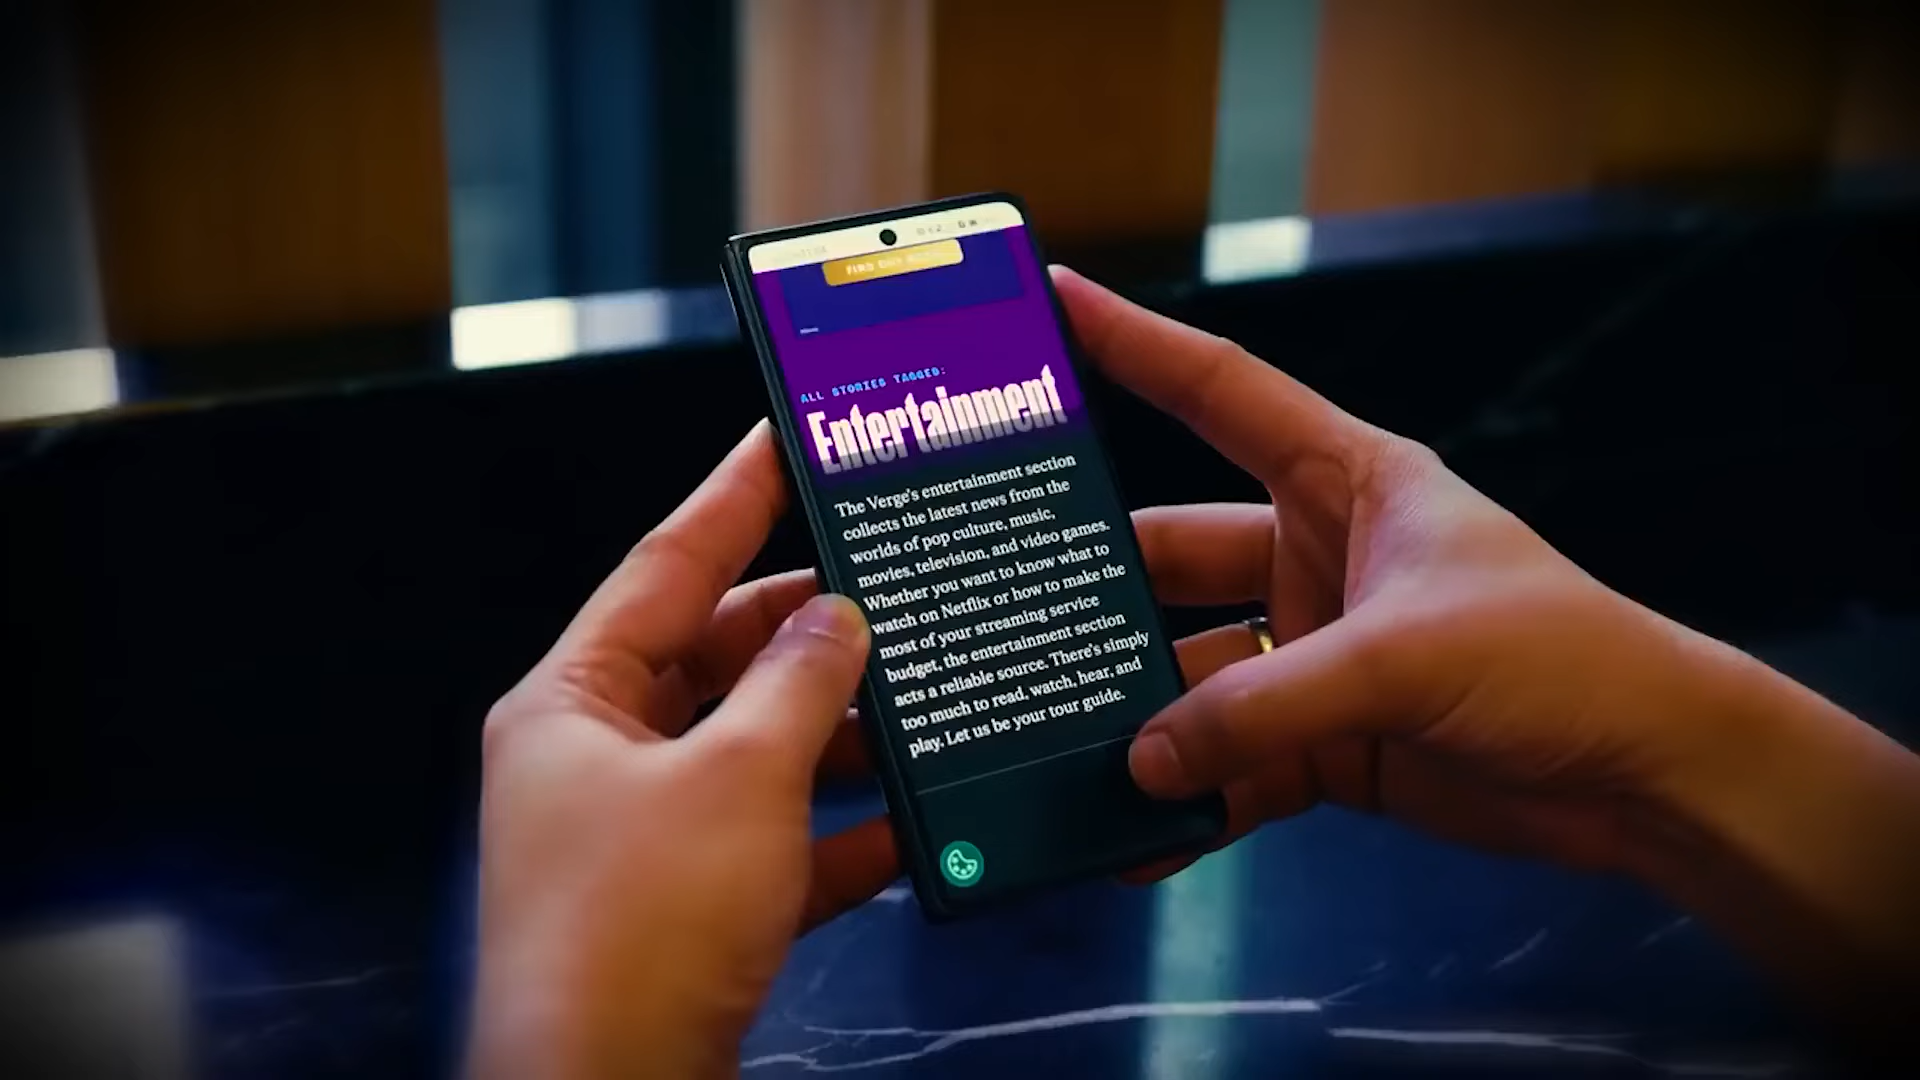 FIND
ALL STORIES TAGGED:
Entertainment
The Verge's entertainment section
collects the latest news from the
worlds of pop culture, music,
movies, television, and video games.
Whether you want to know what to
watch on Netflix or how to make the
most of your streaming service
budget, the entertainment section
acts a reliable source. There's simply
too much to read, watch, hear, and
play. Let us be your tour guide.